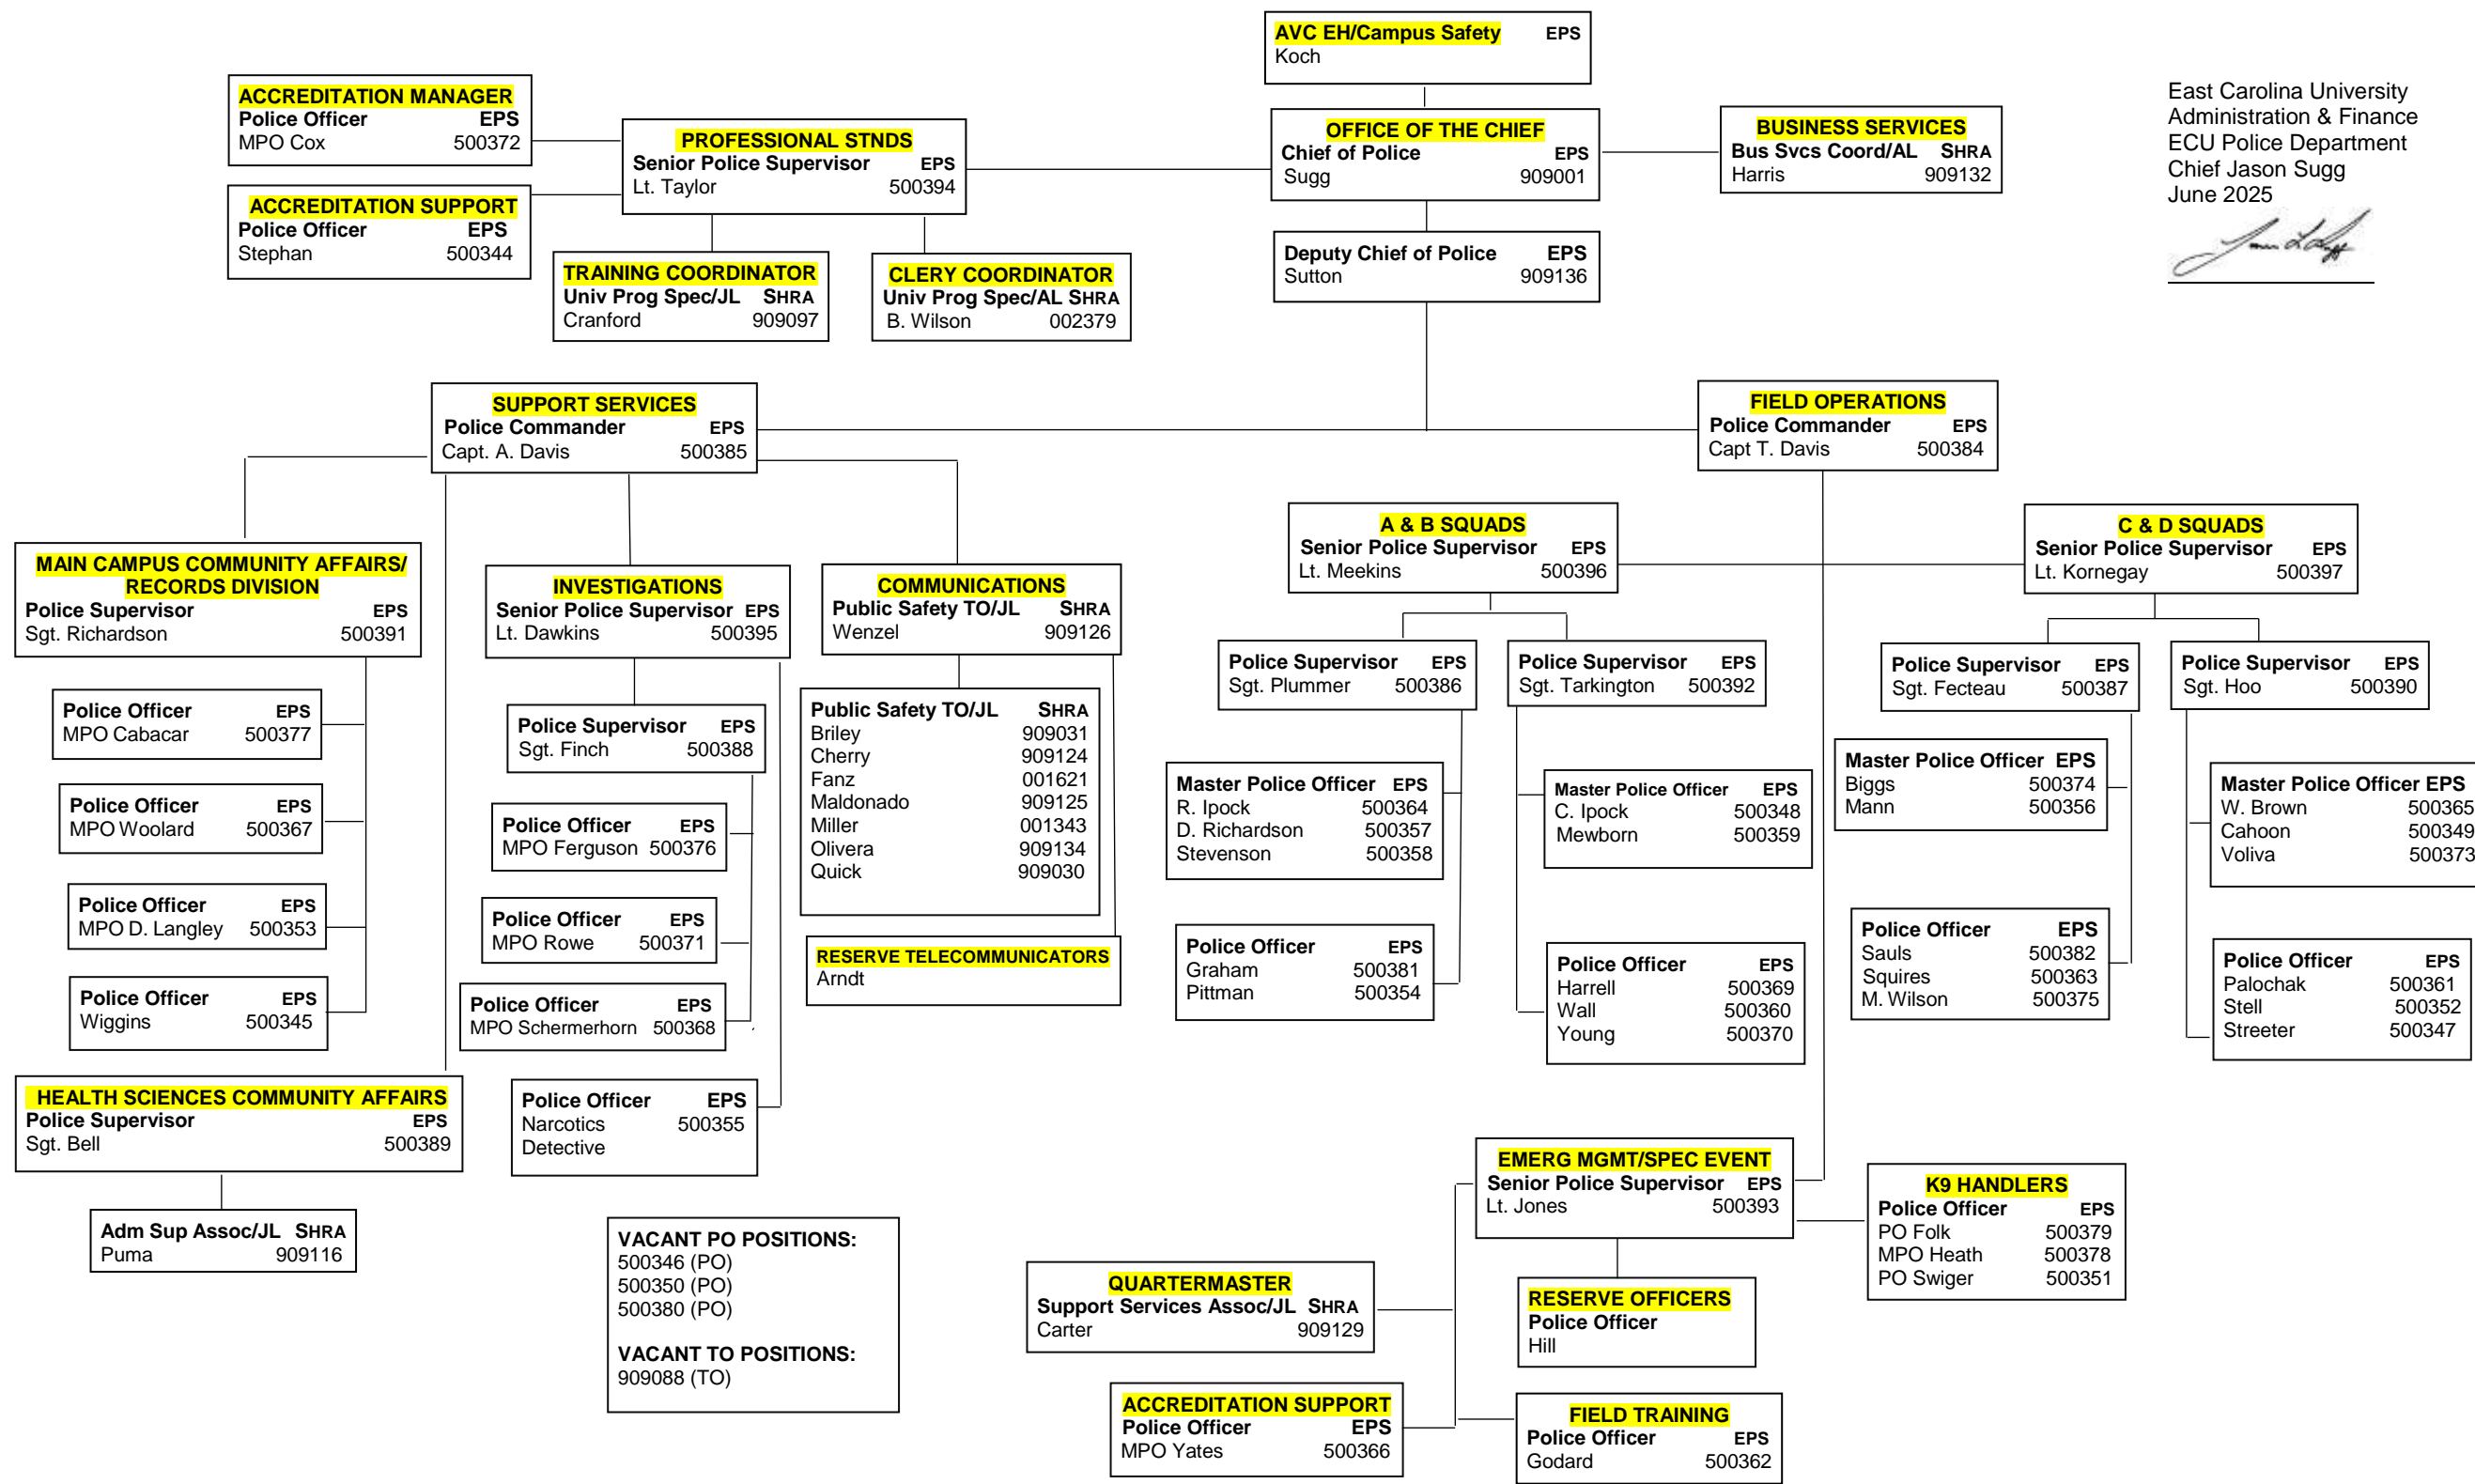 AVC EH/Campus Safety EPS
Koch
East Carolina University
Administration & Finance
ECU Police Department
Chief Jason Sugg
June 2025
ACCREDITATION MANAGER
Police Officer EPS
MPO Cox 500372
PROFESSIONAL STNDS
Senior Police Supervisor EPS
Lt. Taylor 500394
OFFICE OF THE CHIEF
Chief of Police EPS
Sugg 909001
BUSINESS SERVICES
Bus Svcs Coord/AL SHRA
Harris 909132
ACCREDITATION SUPPORT
Police Officer EPS
Stephan 500344
TRAINING COORDINATOR
Univ Prog Spec/JL SHRA
Cranford 909097
CLERY COORDINATOR
Univ Prog Spec/AL SHRA
B. Wilson 002379
Deputy Chief of Police EPS
Sutton 909136
SUPPORT SERVICES
Police Commander EPS
Capt. A. Davis 500385
FIELD OPERATIONS
Police Commander EPS
Capt T. Davis 500384
MAIN CAMPUS COMMUNITY AFFAIRS/
RECORDS DIVISION
Police Supervisor EPS
Sgt. Richardson 500391
Police Officer EPS
MPO Cabacar 500377
Police Officer EPS
MPO Woolard 500367
Police Officer EPS
MPO D. Langley 500353
Police Officer EPS
Wiggins 500345
HEALTH SCIENCES COMMUNITY AFFAIRS
Police Supervisor EPS
Sgt. Bell 500389
Adm Sup Assoc/JL SHRA
Puma 909116
INVESTIGATIONS
Senior Police Supervisor EPS
Lt. Dawkins 500395
Police Supervisor EPS
Sgt. Finch 500388
Police Officer EPS
MPO Ferguson 500376
Police Officer EPS
MPO Rowe 500371
Police Officer EPS
MPO Schermerhorn 500368
Police Officer EPS
Narcotics 500355
Detective
COMMUNICATIONS
Public Safety TO/JL SHRA
Wenzel 909126
Public Safety TO/JL SHRA
Briley 909031
Cherry 909124
Fanz 001621
Maldonado 909125
Miller 001343
Olivera 909134
Quick 909030
RESERVE TELECOMMUNICATORS
Arndt
VACANT PO POSITIONS:
500346 (PO)
500350 (PO)
500380 (PO)
VACANT TO POSITIONS:
909088 (TO)
A & B SQUADS
Senior Police Supervisor EPS
Lt. Meekins 500396
Police Supervisor EPS
Sgt. Plummer 500386
Master Police Officer EPS
R. Ipock 500364
D. Richardson 500357
Stevenson 500358
Police Officer EPS
Graham 500381
Pittman 500354
Police Supervisor EPS
Sgt. Tarkington 500392
Master Police Officer EPS
C. Ipock 500348
Mewborn 500359
Police Officer EPS
Harrell 500369
Wall 500360
Young 500370
C & D SQUADS
Senior Police Supervisor EPS
Lt. Kornegay 500397
Police Supervisor EPS
Sgt. Fecteau 500387
Master Police Officer EPS
Biggs 500374
Mann 500356
Police Officer EPS
Sauls 500382
Squires 500363
M. Wilson 500375
Police Supervisor EPS
Sgt. Hoo 500390
Master Police Officer EPS
W. Brown 500365
Cahoon 500349
Voliva 500373
Police Officer EPS
Palochak 500361
Stell 500352
Streeter 500347
EMERG MGMT/SPEC EVENT
Senior Police Supervisor EPS
Lt. Jones 500393
K9 HANDLERS
Police Officer EPS
PO Folk 500379
MPO Heath 500378
PO Swiger 500351
QUARTERMASTER
Support Services Assoc/JL SHRA
Carter 909129
RESERVE OFFICERS
Police Officer
Hill
ACCREDITATION SUPPORT
Police Officer EPS
MPO Yates 500366
FIELD TRAINING
Police Officer EPS
Godard 500362